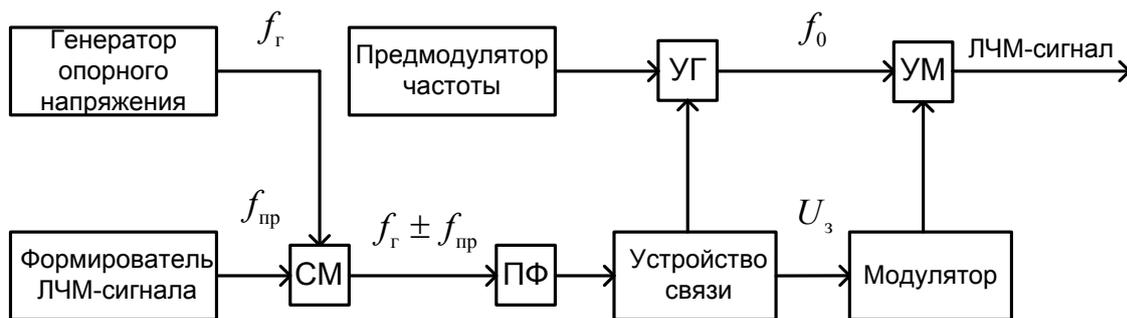 Генератор
опорного
напряжения
f_г
Предмодулятор
частоты
УГ
f_0
УМ
ЛЧМ-сигнал
Формирователь
ЛЧМ-сигнала
f_пр
СМ
f_г ± f_пр
ПФ
Устройство
связи
U_з
Модулятор